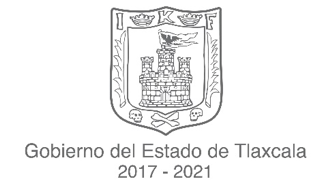 I K F
Gobierno del Estado de Tlaxcala
2017 - 2021